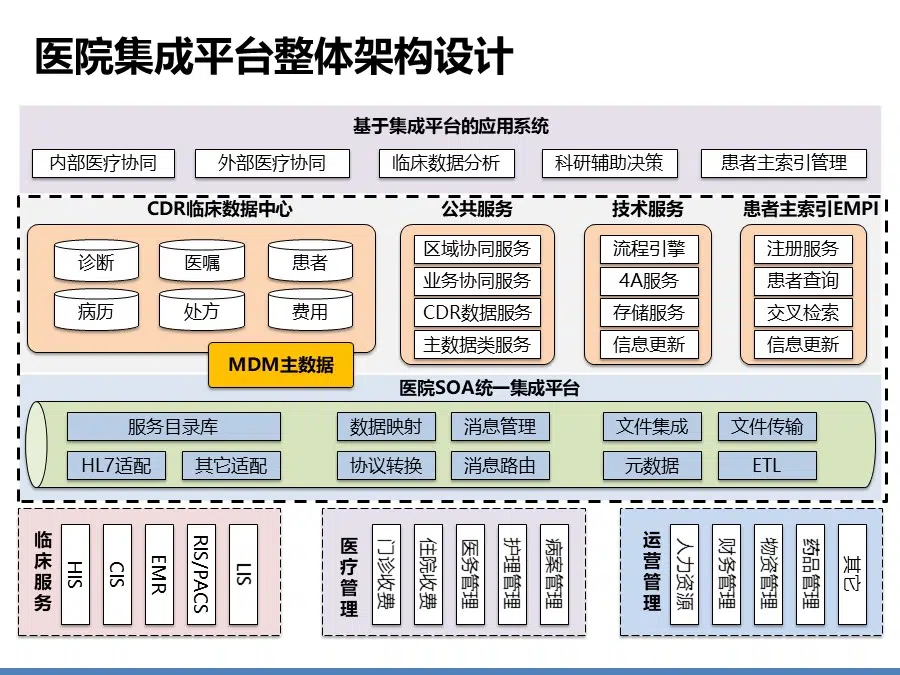 医院集成平台整体架构设计
基于集成平台的应用系统
内部医疗协同
外部医疗协同
临床数据分析
科研辅助决策
患者主索引管理
CDR临床数据中心
诊断
医嘱
患者
病历
处方
费用
MDM主数据
公共服务
区域协同服务
业务协同服务
CDR数据服务
主数据类服务
技术服务
流程引擎
4A服务
存储服务
信息更新
患者主索引EMPI
注册服务
患者查询
交叉检索
信息更新
医院SOA统一集成平台
服务目录库
数据映射
消息管理
文件集成
文件传输
HL7适配
其它适配
协议转换
消息路由
元数据
ETL
临床服务
HIS
CIS
EMR
RIS/PACS
LIS
医疗管理
门诊收费
住院收费
医务管理
护理管理
病案管理
运营管理
人力资源
财务管理
物资管理
药品管理
其它